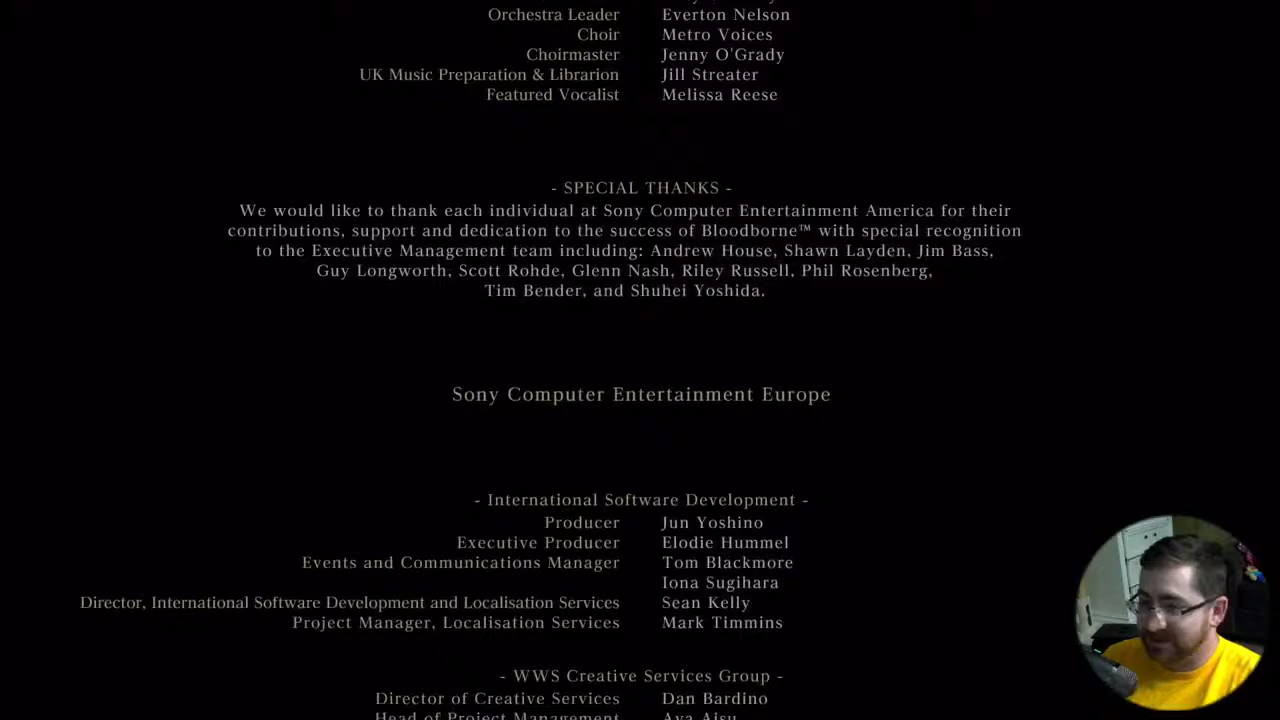 Orchestra Leader Everton Nelson
Choir Metro Voices
Choirmaster Jenny O'Grady
UK Music Preparation & Librarion Jill Streater
Featured Vocalist Melissa Reese
- SPECIAL THANKS -
We would like to thank each individual at Sony Computer Entertainment America for their
contributions, support and dedication to the success of Bloodborne™ with special recognition
to the Executive Management team including: Andrew House, Shawn Layden, Jim Bass,
Guy Longworth, Scott Rohde, Glenn Nash, Riley Russell, Phil Rosenberg,
Tim Bender, and Shuhei Yoshida.
Sony Computer Entertainment Europe
- International Software Development -
Producer Jun Yoshino
Executive Producer Elodie Hummel
Events and Communications Manager Tom Blackmore
Iona Sugihara
Director, International Software Development and Localisation Services Sean Kelly
Project Manager, Localisation Services Mark Timmins
- WWS Creative Services Group -
Director of Creative Services Dan Bardino
Head of Project Management